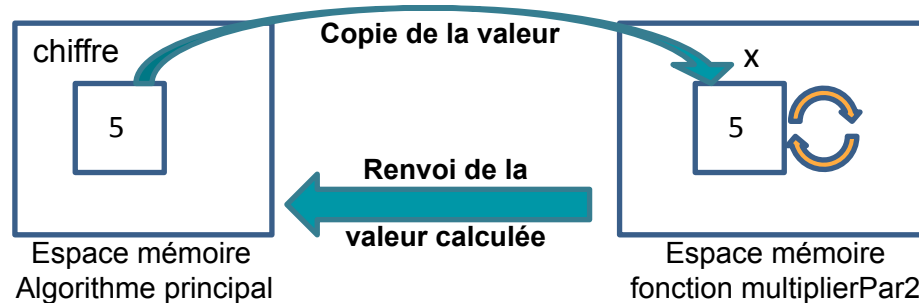 chiffre
5
Copie de la valeur
x
5
Renvoi de la
valeur calculée
Espace mémoire
Algorithme principal
Espace mémoire
fonction multiplierPar2